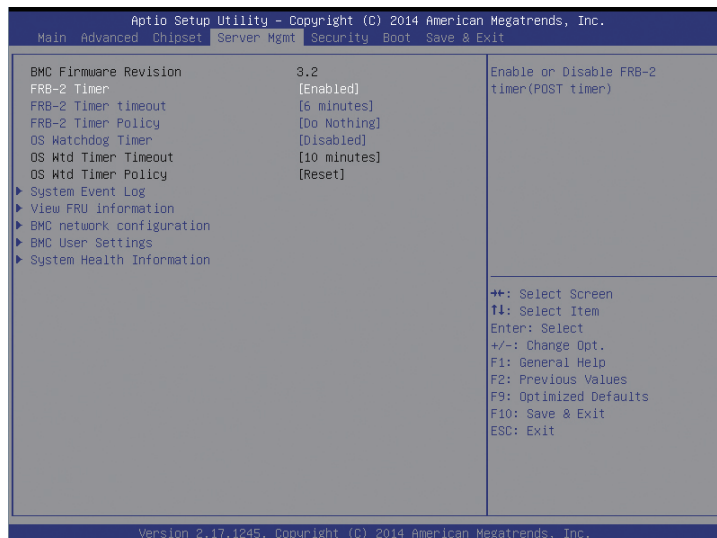 Aptio Setup Utility – Copyright (C) 2014 American Megatrends, Inc.
Main Advanced Chipset Server Mgmt Security Boot Save & Exit
BMC Firmware Revision 3.2
FRB-2 Timer [Enabled]
FRB-2 Timer timeout [6 minutes]
FRB-2 Timer Policy [Do Nothing]
OS Watchdog Timer [Disabled]
OS Wtd Timer Timeout [10 minutes]
OS Wtd Timer Policy [Reset]
System Event Log
View FRU information
BMC network configuration
BMC User Settings
System Health Information
Enable or Disable FRB-2
timer(POST timer)
→←: Select Screen
↑↓: Select Item
Enter: Select
+/-: Change Opt.
F1: General Help
F2: Previous Values
F9: Optimized Defaults
F10: Save & Exit
ESC: Exit
Version 2.17.1245. Copyright (C) 2014 American Megatrends, Inc.